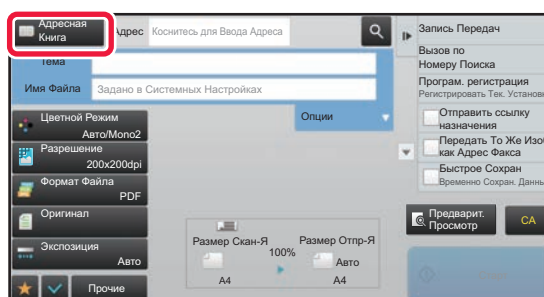 Адресная
Книга
Адрес
Коснитесь для Ввода Адреса
Тема
Имя Файла
Задано в Системных Настройках
Цветной Режим
Авто/Mono2
Разрешение
200x200dpi
Формат Файла
PDF
Оригинал
Экспозиция
Авто
Прочие
Опции
Размер Скан-Я
100%
Размер Отпр-Я
Авто
A4
A4
Запись Передач
Вызов по
Номеру Поиска
Програм. регистрация
Регистрировать Тек. Установ
Отправить ссылку
назначения
Передать То Же Изо
как Адрес Факса
Быстрое Сохран
Временно Сохран. Данн
Предварит.
Просмотр
CA